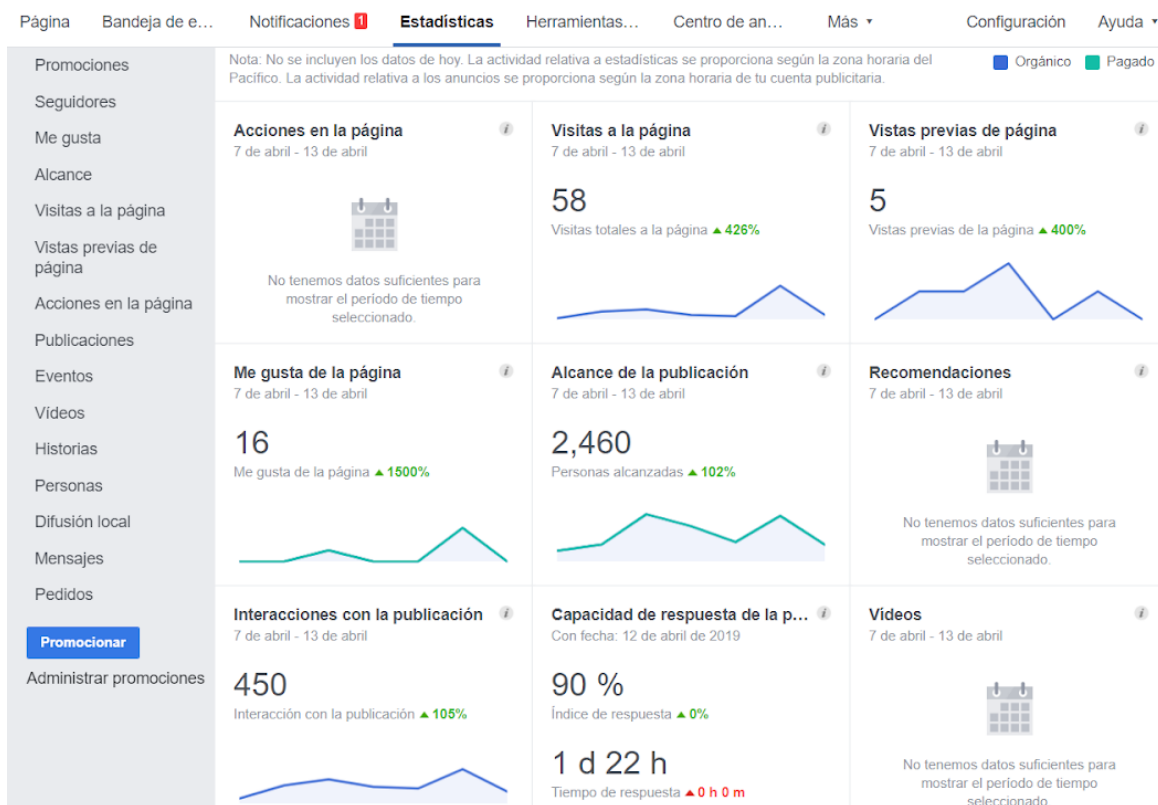 Página Bandeja de e... Notificaciones 1 Estadísticas Herramientas... Centro de an... Más Configuración Ayuda
Promociones
Seguidores
Me gusta
Alcance
Visitas a la página
Vistas previas de
página
Acciones en la página
Publicaciones
Eventos
Vídeos
Historias
Personas
Difusión local
Mensajes
Pedidos
Promocionar
Administrar promociones
Nota: No se incluyen los datos de hoy. La actividad relativa a estadísticas se proporciona según la zona horaria del
Pacífico. La actividad relativa a los anuncios se proporciona según la zona horaria de tu cuenta publicitaria.
Orgánico Pagado
Acciones en la página
7 de abril - 13 de abril
No tenemos datos suficientes para
mostrar el período de tiempo
seleccionado.
Visitas a la página
7 de abril - 13 de abril
58
Visitas totales a la página ▲ 426%
Vistas previas de página
7 de abril - 13 de abril
5
Vistas previas de la página ▲ 400%
Me gusta de la página
7 de abril - 13 de abril
16
Me gusta de la página ▲ 1500%
Alcance de la publicación
7 de abril - 13 de abril
2,460
Personas alcanzadas ▲ 102%
Recomendaciones
7 de abril - 13 de abril
No tenemos datos suficientes para
mostrar el período de tiempo
seleccionado.
Interacciones con la publicación
7 de abril - 13 de abril
450
Interacción con la publicación ▲ 105%
Capacidad de respuesta de la p...
Con fecha: 12 de abril de 2019
90 %
Índice de respuesta ▲ 0%
1 d 22 h
Tiempo de respuesta ▲ 0 h 0 m
Vídeos
7 de abril - 13 de abril
No tenemos datos suficientes para
mostrar el período de tiempo
seleccionado.